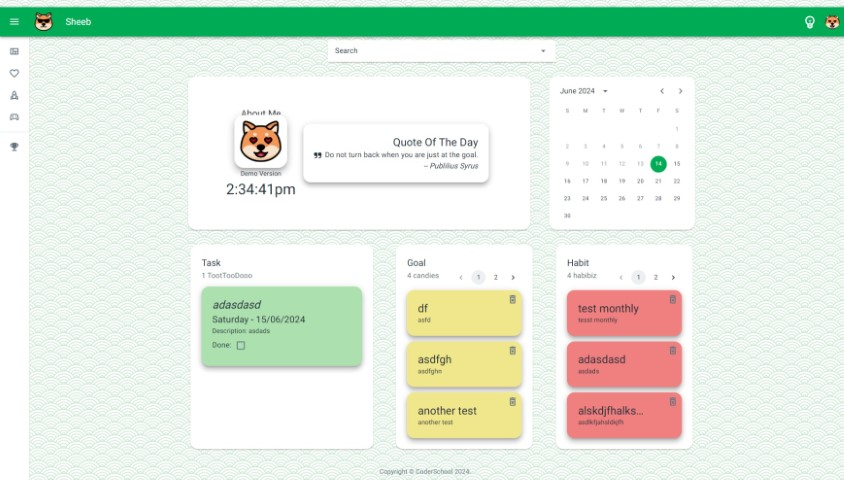 Sheeb
Search
About Me
Demo Version
2:34:41pm
Quote Of The Day
Do not turn back when you are just at the goal.
– Publilius Syrus
June 2024
S M T W T F S
1
2 3 4 5 6 7 8
9 10 11 12 13 14 15
16 17 18 19 20 21 22
23 24 25 26 27 28 29
30
Task
1 TootTooDooo
adasdasd
Saturday - 15/06/2024
Description: asdada
Done:
Goal
4 candies
1 2
df
asfd
asdfgh
asdfghn
another test
another test
Habit
4 habibiz
1 2
test monthly
tesst monthly
adasdasd
asdads
alskdjfhalks...
Copyright © CoderSchool 2024.